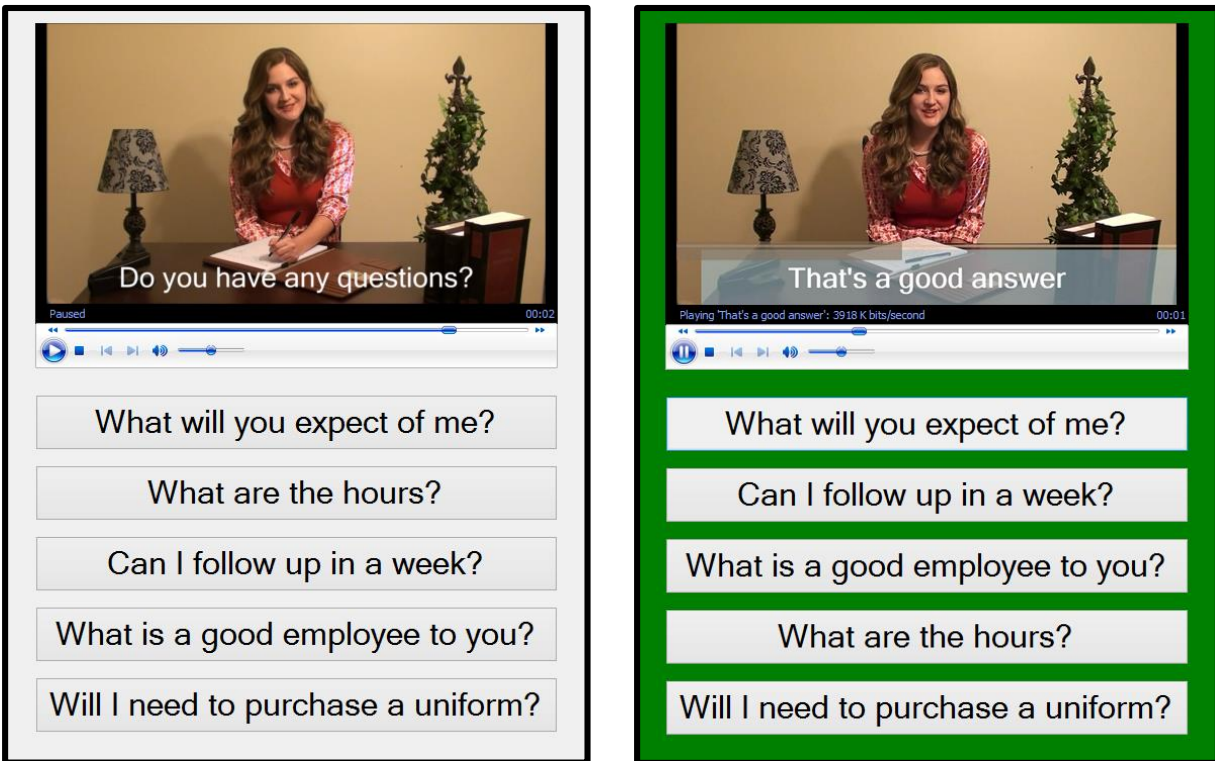 Do you have any questions?
Paused 00:02
What will you expect of me?
What are the hours?
Can I follow up in a week?
What is a good employee to you?
Will I need to purchase a uniform?
That's a good answer
Playing 'That's a good answer': 3918 K bits/second 00:01
What will you expect of me?
Can I follow up in a week?
What is a good employee to you?
What are the hours?
Will I need to purchase a uniform?